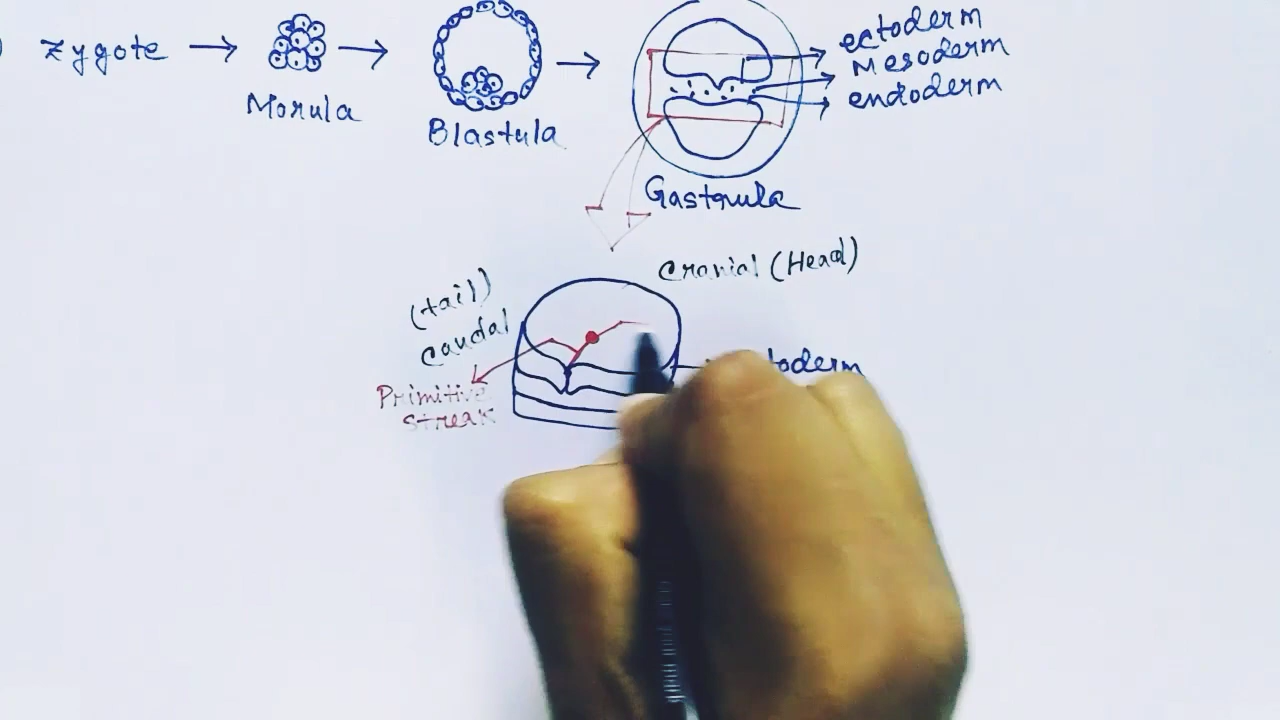 zygote
Morula
Blastula
ectoderm
Mesoderm
endoderm
Gastrula
Cranial (Head)
(tail)
Caudal
Primitive
streak